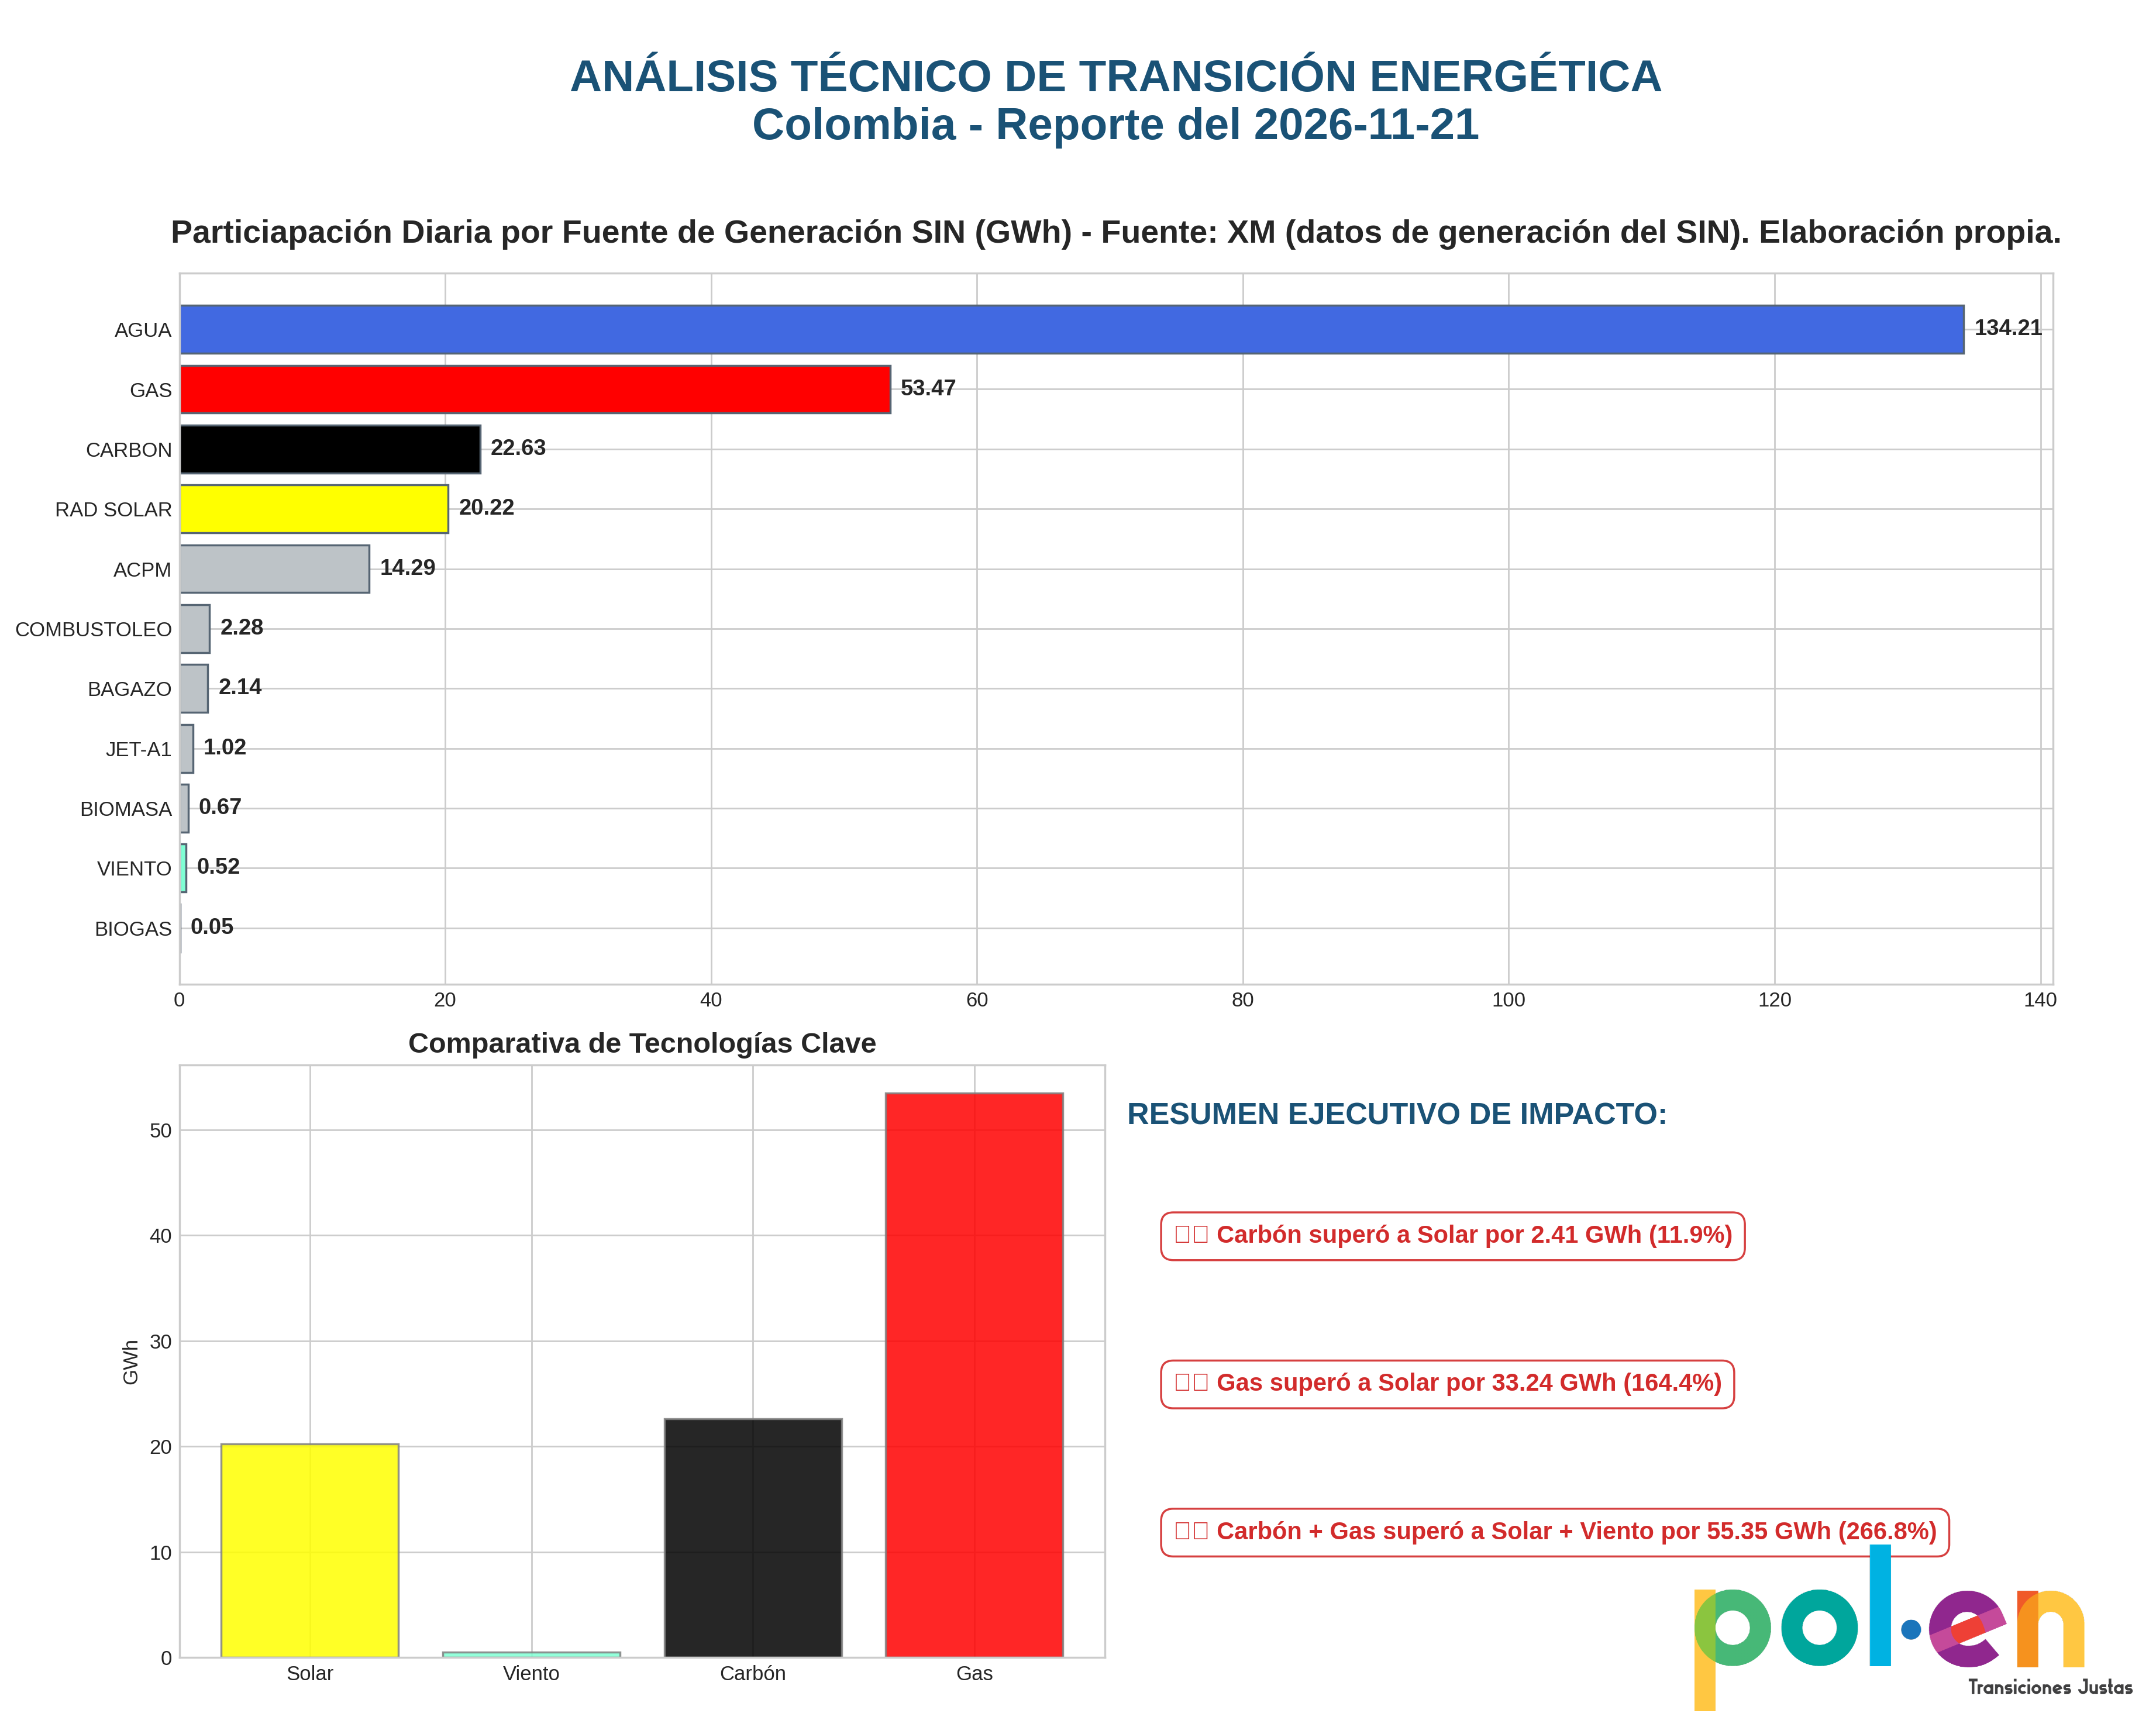 ANÁLISIS TÉCNICO DE TRANSICIÓN ENERGÉTICA
Colombia - Reporte del 2026-11-21
Particiapación Diaria por Fuente de Generación SIN (GWh) - Fuente: XM (datos de generación del SIN). Elaboración propia.
AGUA 134.21
GAS 53.47
CARBON 22.63
RAD SOLAR 20.22
ACPM 14.29
COMBUSTOLEO 2.28
BAGAZO 2.14
JET-A1 1.02
BIOMASA 0.67
VIENTO 0.52
BIOGAS 0.05
0 20 40 60 80 100 120 140
Comparativa de Tecnologías Clave
GWh
50
40
30
20
10
0
Solar Viento Carbón Gas
RESUMEN EJECUTIVO DE IMPACTO:
Carbón superó a Solar por 2.41 GWh (11.9%)
Gas superó a Solar por 33.24 GWh (164.4%)
Carbón + Gas superó a Solar + Viento por 55.35 GWh (266.8%)
pol·en
Transiciones Justas